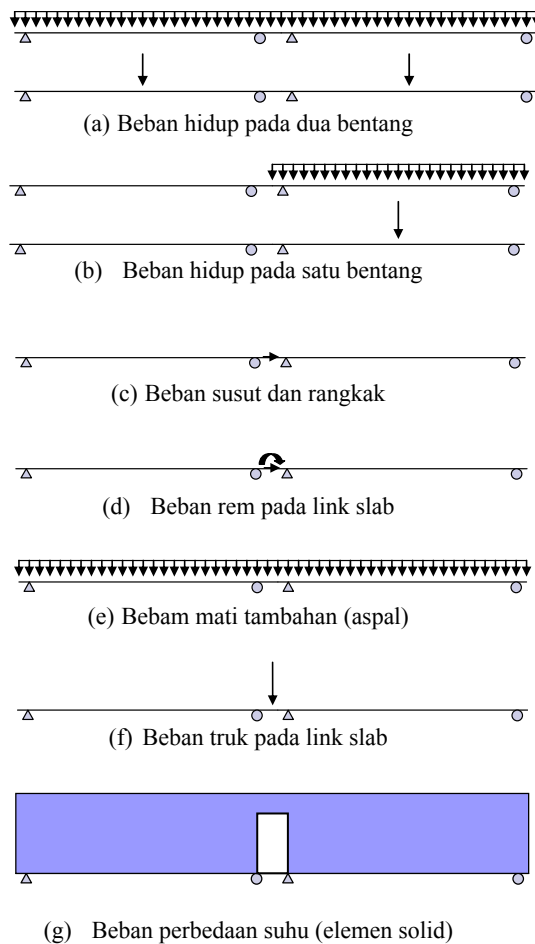 (a) Beban hidup pada dua bentang
(b) Beban hidup pada satu bentang
(c) Beban susut dan rangkak
(d) Beban rem pada link slab
(e) Bebam mati tambahan (aspal)
(f) Beban truk pada link slab
(g) Beban perbedaan suhu (elemen solid)